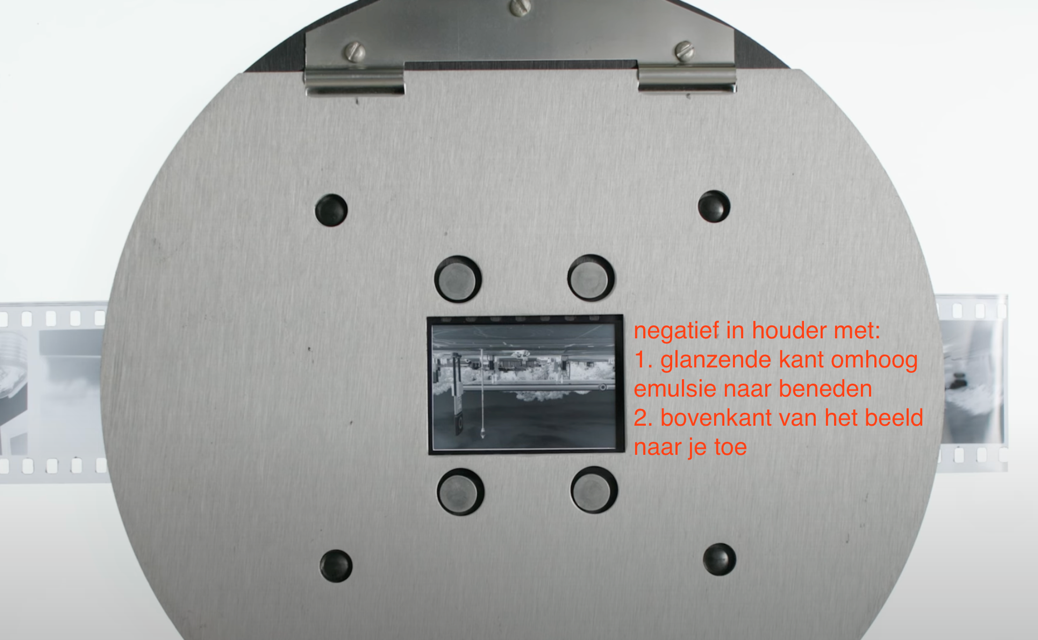 negatief in houder met:
1. glanzende kant omhoog
emulsie naar beneden
2. bovenkant van het beeld
naar je toe